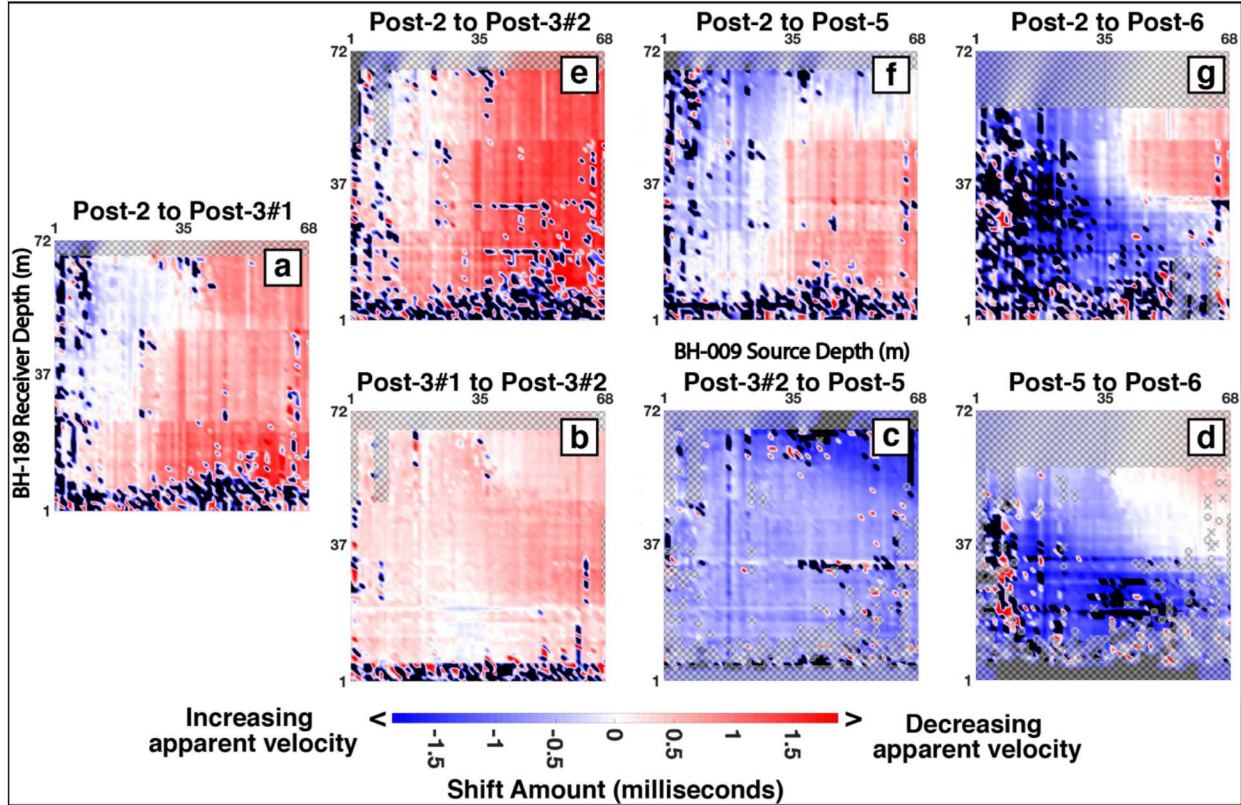 Post-2 to Post-3#2
1 35 68
72
37
1
e
Post-2 to Post-5
1 35 68
72
37
1
f
Post-2 to Post-6
1 35 68
72
37
1
g
Post-2 to Post-3#1
1 35 68
72
37
1
a
BH-189 Receiver Depth (m)
BH-009 Source Depth (m)
Post-3#1 to Post-3#2
1 35 68
72
37
1
b
Post-3#2 to Post-5
1 35 68
72
37
1
c
Post-5 to Post-6
1 35 68
72
37
1
d
Increasing
apparent velocity
< >
-1.5 -1 -0.5 0 0.5 1 1.5
Decreasing
apparent velocity
Shift Amount (milliseconds)